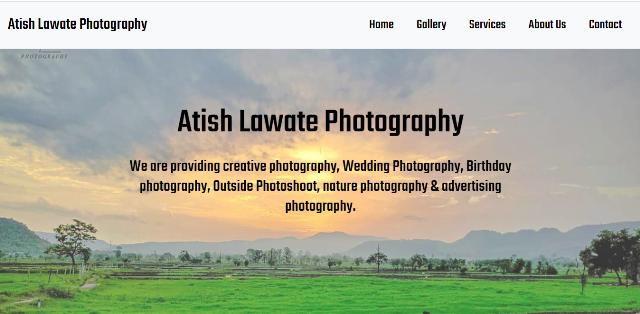 Atish Lawate Photography
Home Gallery Services About Us Contact
PHOTOGRAPHY
Atish Lawate Photography
We are providing creative photography, Wedding Photography, Birthday
photography, Outside Photoshoot, nature photography & advertising
photography.